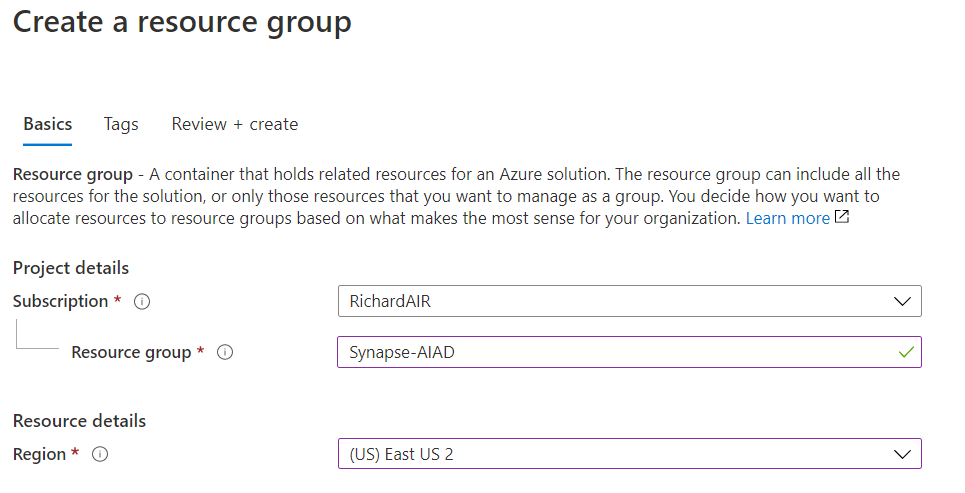 Create a resource group
Basics Tags Review + create
Resource group - A container that holds related resources for an Azure solution. The resource group can include all the
resources for the solution, or only those resources that you want to manage as a group. You decide how you want to
allocate resources to resource groups based on what makes the most sense for your organization. Learn more
Project details
Subscription * RichardAIR
Resource group * Synapse-AIAD
Resource details
Region * (US) East US 2